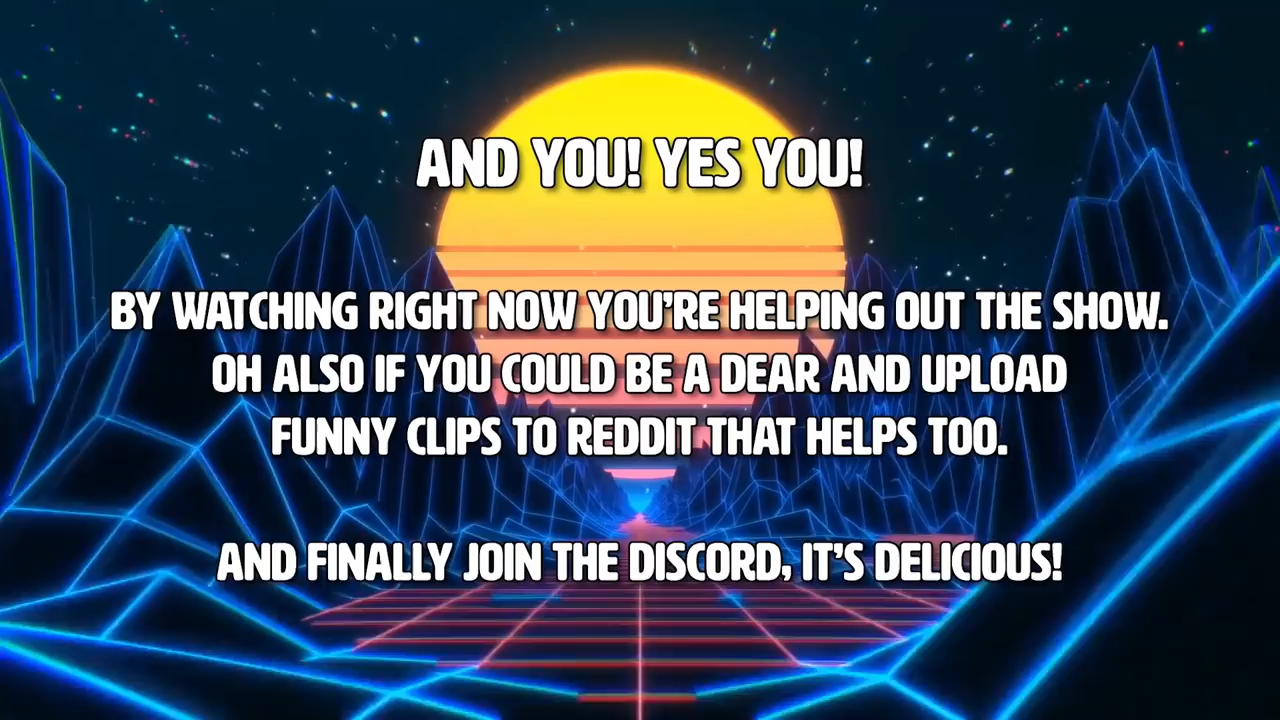 AND YOU! YES YOU!
BY WATCHING RIGHT NOW YOU'RE HELPING OUT THE SHOW.
OH ALSO IF YOU COULD BE A DEAR AND UPLOAD
FUNNY CLIPS TO REDDIT THAT HELPS TOO.
AND FINALLY JOIN THE DISCORD, IT'S DELICIOUS!